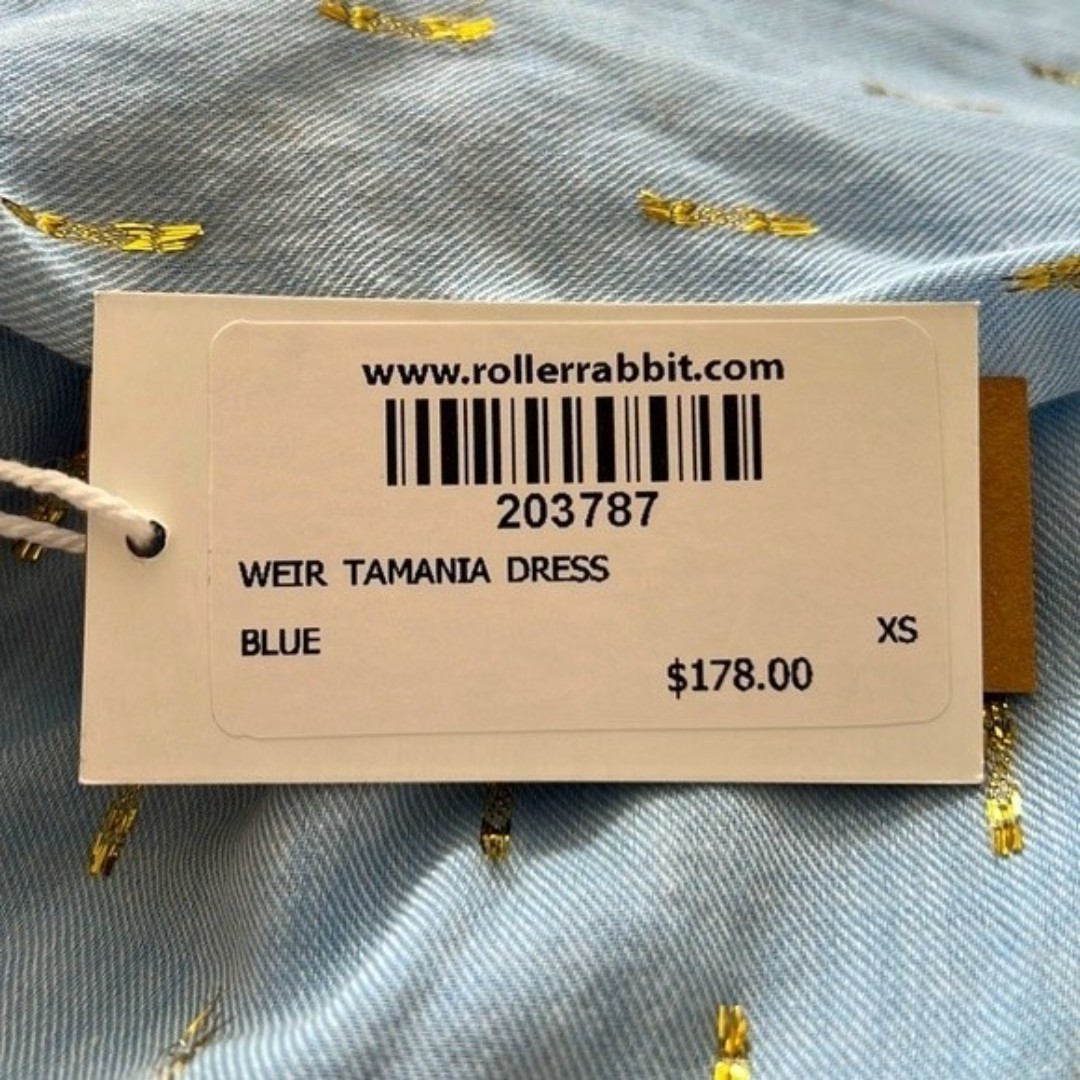 www.rollerrabbit.com
203787
WEIR TAMANIA DRESS
BLUE
XS
$178.00